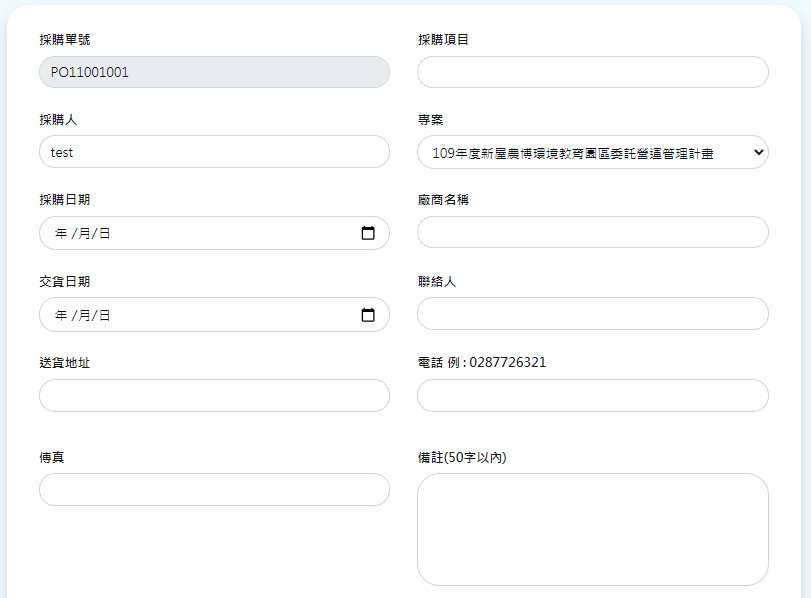 採購單號 採購項目
PO11001001
採購人 專案
test 109年度新屋農博環境教育園區委託營運管理計畫
採購日期 廠商名稱
年 /月/日
交貨日期 聯絡人
年 /月/日
送貨地址 電話 例 : 0287726321
傳真 備註(50字以內)